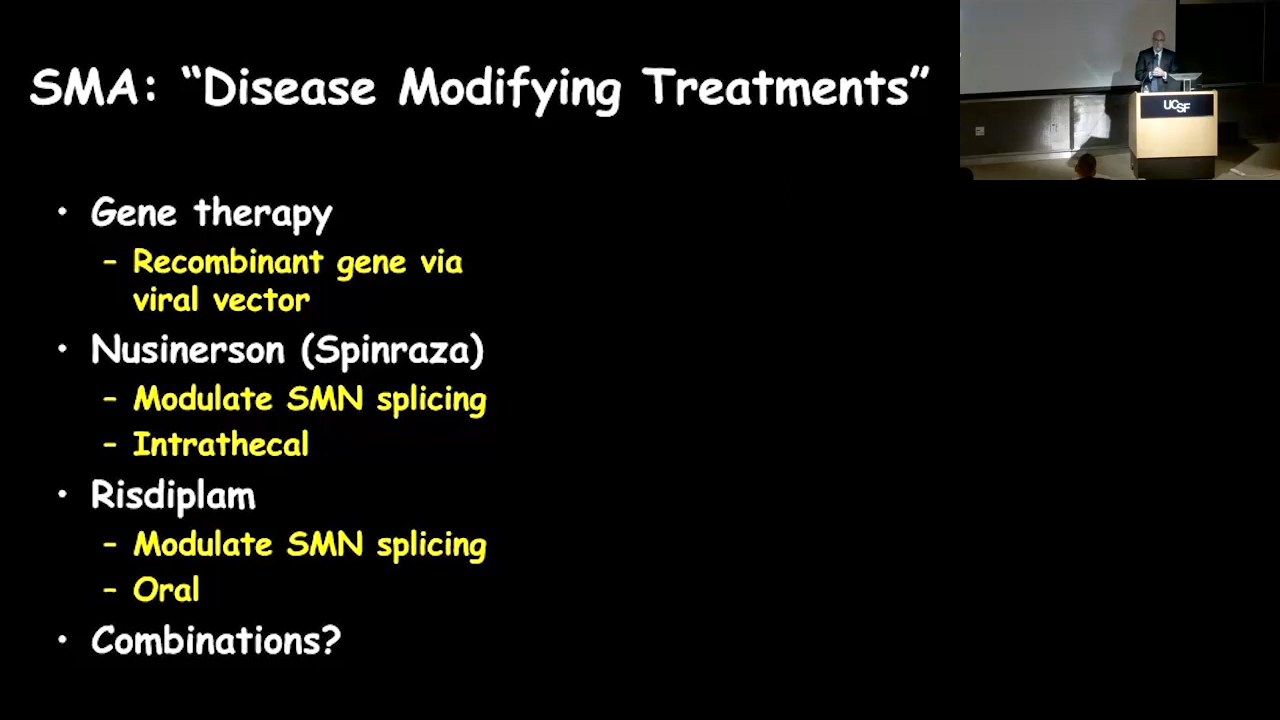 SMA: “Disease Modifying Treatments”
• Gene therapy
– Recombinant gene via
viral vector
• Nusinerson (Spinraza)
– Modulate SMN splicing
– Intrathecal
• Risdiplam
– Modulate SMN splicing
– Oral
• Combinations?
UCSF